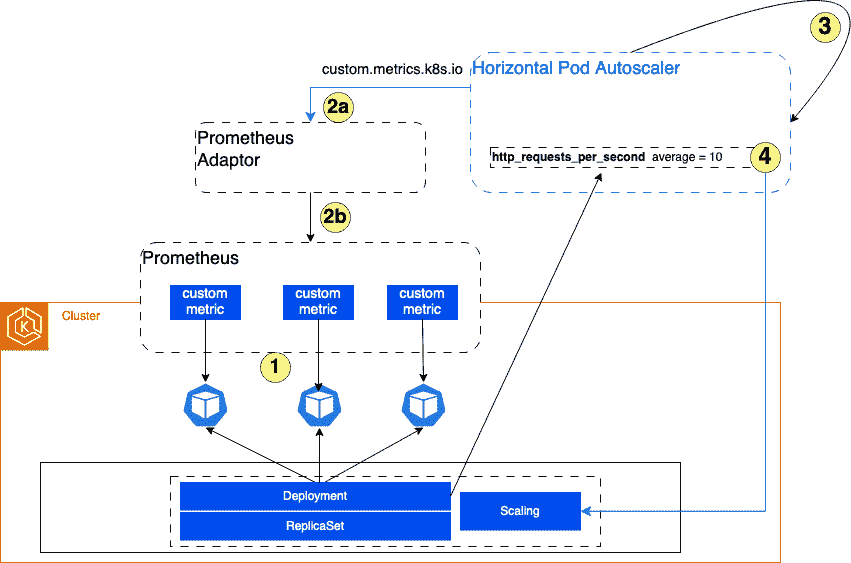 3
custom.metrics.k8s.io
Horizontal Pod Autoscaler
2a
Prometheus
Adaptor
http_requests_per_second average = 10
4
2b
Prometheus
custom
metric
custom
metric
custom
metric
K
Cluster
1
Deployment
ReplicaSet
Scaling